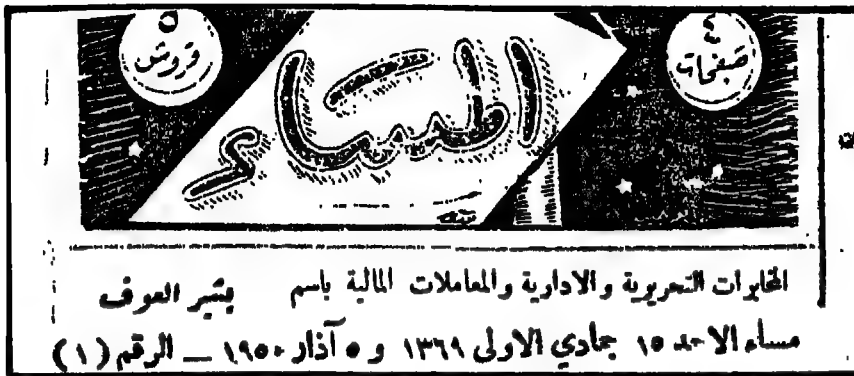 ٤ صفحات
٥ قروش
المساء
المخابرات التحريرية والادارية والمعاملات المالية باسم بشير العوف
مساء الاحد ١٥ جمادي الاولى ١٣٦٩ و ٥ آذار ١٩٥٠ ــ الرقم (١)